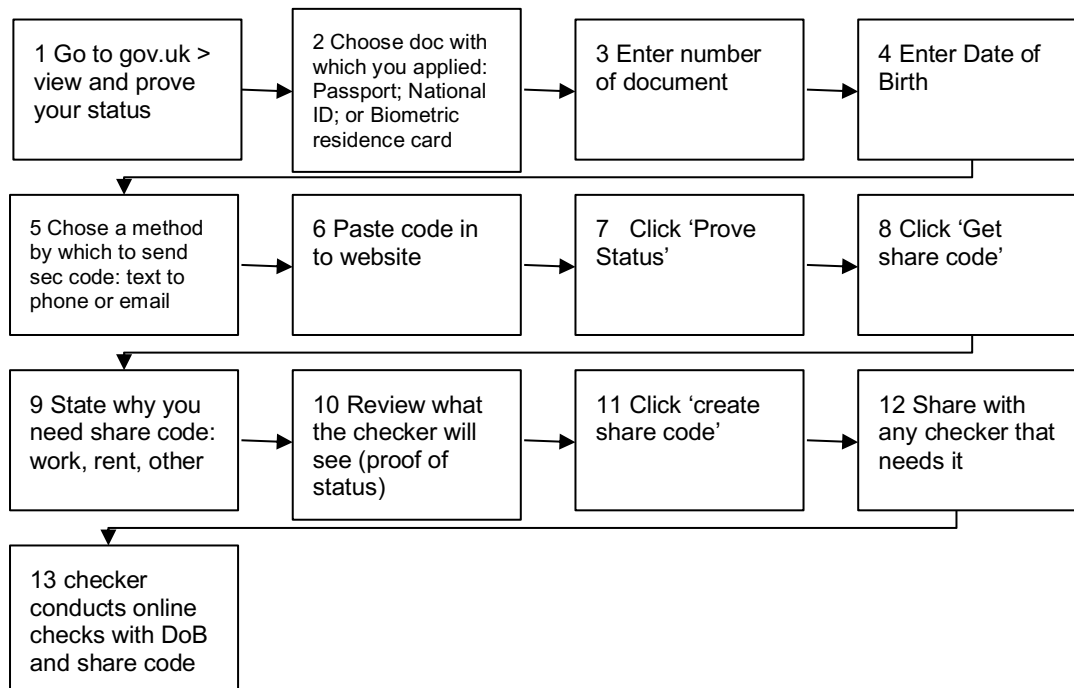 1 Go to gov.uk >
view and prove
your status
2 Choose doc with
which you applied:
Passport; National
ID; or Biometric
residence card
3 Enter number
of document
4 Enter Date of
Birth
5 Chose a method
by which to send
sec code: text to
phone or email
6 Paste code in
to website
7 Click ‘Prove
Status’
8 Click ‘Get
share code’
9 State why you
need share code:
work, rent, other
10 Review what
the checker will
see (proof of
status)
11 Click ‘create
share code’
12 Share with
any checker that
needs it
13 checker
conducts online
checks with DoB
and share code